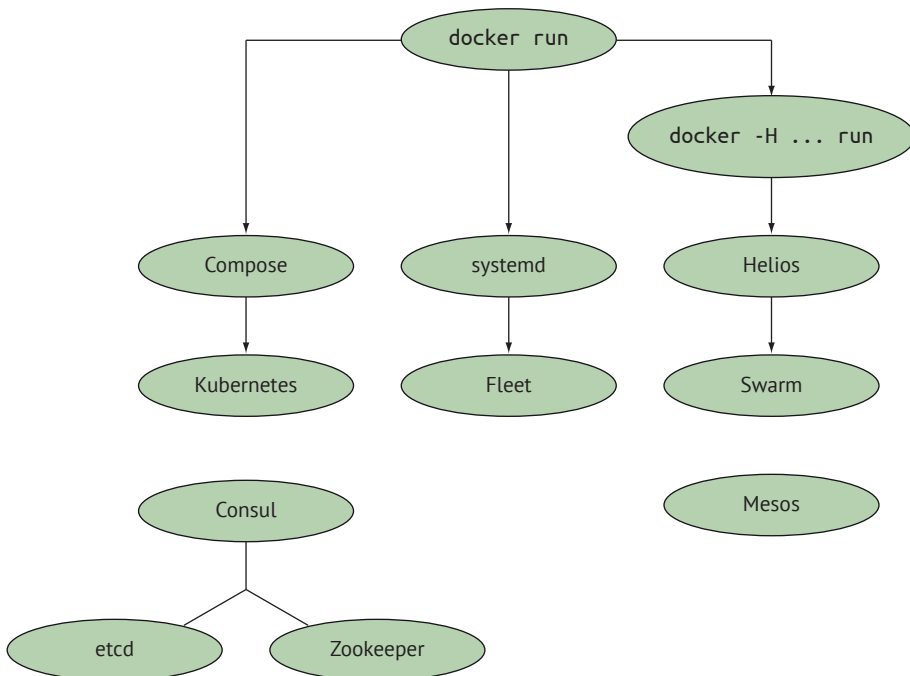 docker run
docker -H ... run
Compose
systemd
Helios
Kubernetes
Fleet
Swarm
Consul
Mesos
etcd
Zookeeper